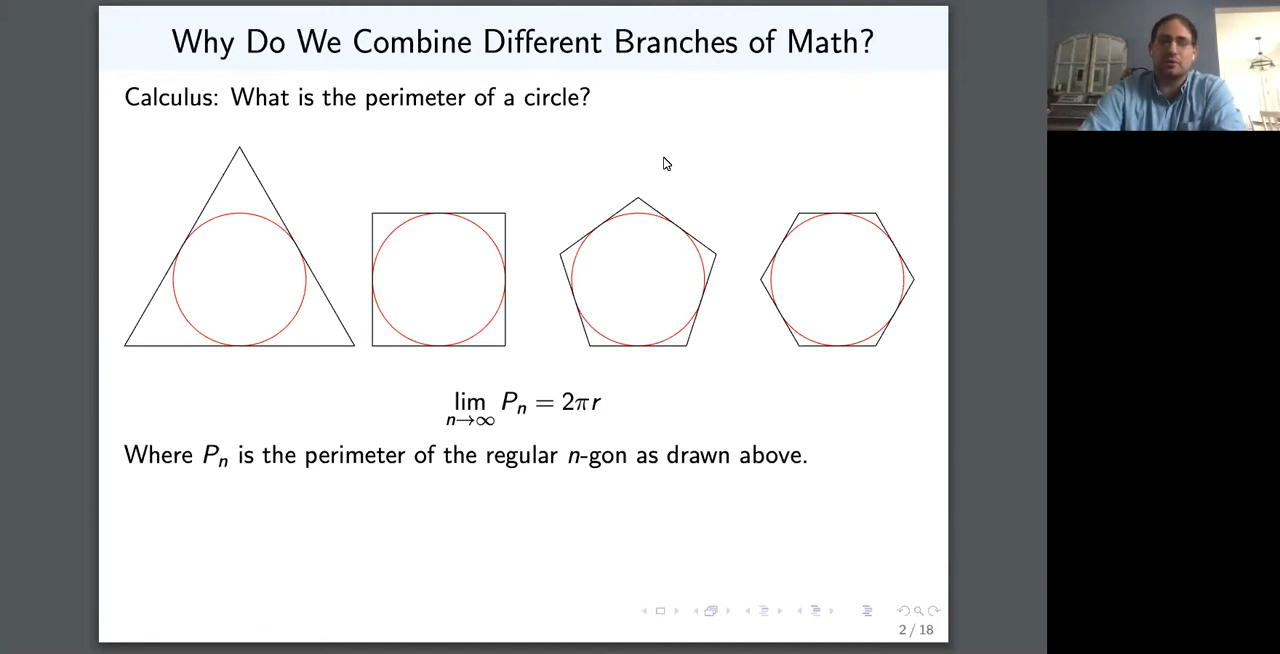 Why Do We Combine Different Branches of Math?
Calculus: What is the perimeter of a circle?
lim P_n = 2πr
n→∞
Where P_n is the perimeter of the regular n-gon as drawn above.
2 / 18